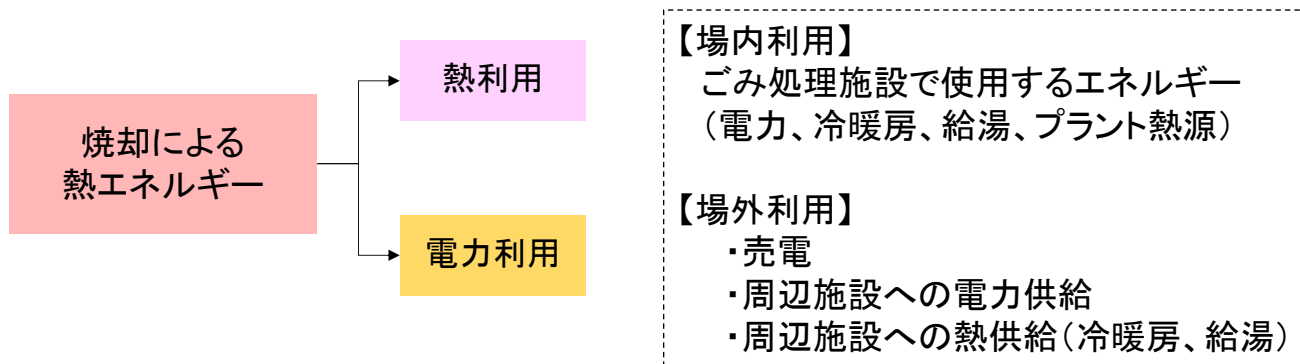 焼却による
熱エネルギー
熱利用
電力利用
【場内利用】
ごみ処理施設で使用するエネルギー
（電力、冷暖房、給湯、プラント熱源）
【場外利用】
・売電
・周辺施設への電力供給
・周辺施設への熱供給（冷暖房、給湯）